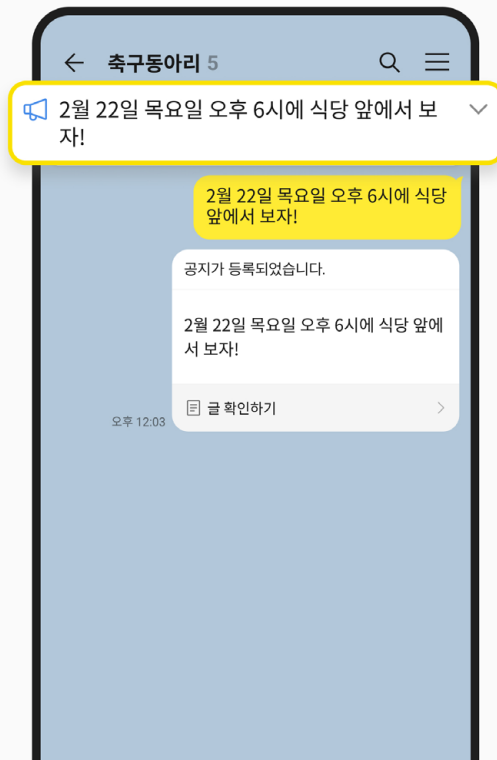 축구동아리 5
2월 22일 목요일 오후 6시에 식당 앞에서 보
자!
2월 22일 목요일 오후 6시에 식당
앞에서 보자!
공지가 등록되었습니다.
2월 22일 목요일 오후 6시에 식당 앞에
서 보자!
글 확인하기
오후 12:03